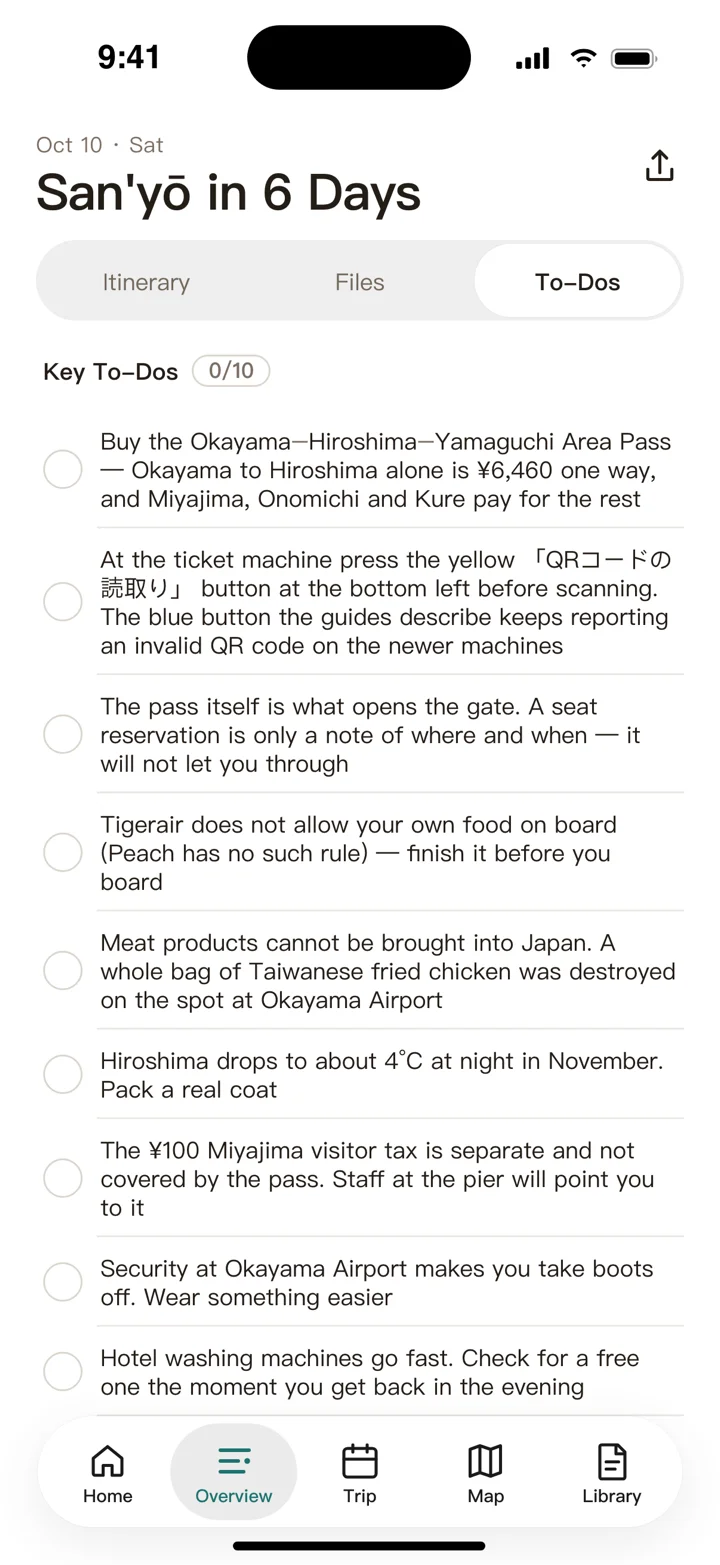 9:41
Oct 10 · Sat
San'yō in 6 Days
Itinerary
Files
To-Dos
Key To-Dos
0/10
Buy the Okayama–Hiroshima–Yamaguchi Area Pass
— Okayama to Hiroshima alone is ¥6,460 one way,
and Miyajima, Onomichi and Kure pay for the rest
At the ticket machine press the yellow 「QRコードの
読取り」 button at the bottom left before scanning.
The blue button the guides describe keeps reporting
an invalid QR code on the newer machines
The pass itself is what opens the gate. A seat
reservation is only a note of where and when — it
will not let you through
Tigerair does not allow your own food on board
(Peach has no such rule) — finish it before you
board
Meat products cannot be brought into Japan. A
whole bag of Taiwanese fried chicken was destroyed
on the spot at Okayama Airport
Hiroshima drops to about 4°C at night in November.
Pack a real coat
The ¥100 Miyajima visitor tax is separate and not
covered by the pass. Staff at the pier will point you
to it
Security at Okayama Airport makes you take boots
off. Wear something easier
Hotel washing machines go fast. Check for a free
one the moment you get back in the evening
Home
Overview
Trip
Map
Library